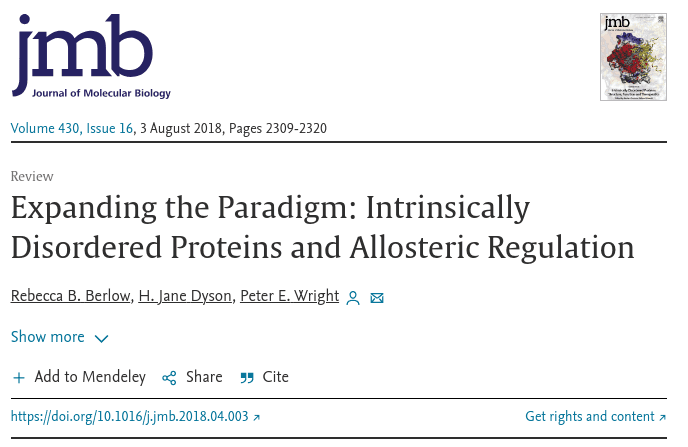 jmb
Journal of Molecular Biology
jmb
Volume 430, Issue 16, 3 August 2018, Pages 2309-2320
Review
Expanding the Paradigm: Intrinsically
Disordered Proteins and Allosteric Regulation
Rebecca B. Berlow, H. Jane Dyson, Peter E. Wright
Show more
Add to Mendeley Share Cite
https://doi.org/10.1016/j.jmb.2018.04.003 Get rights and content